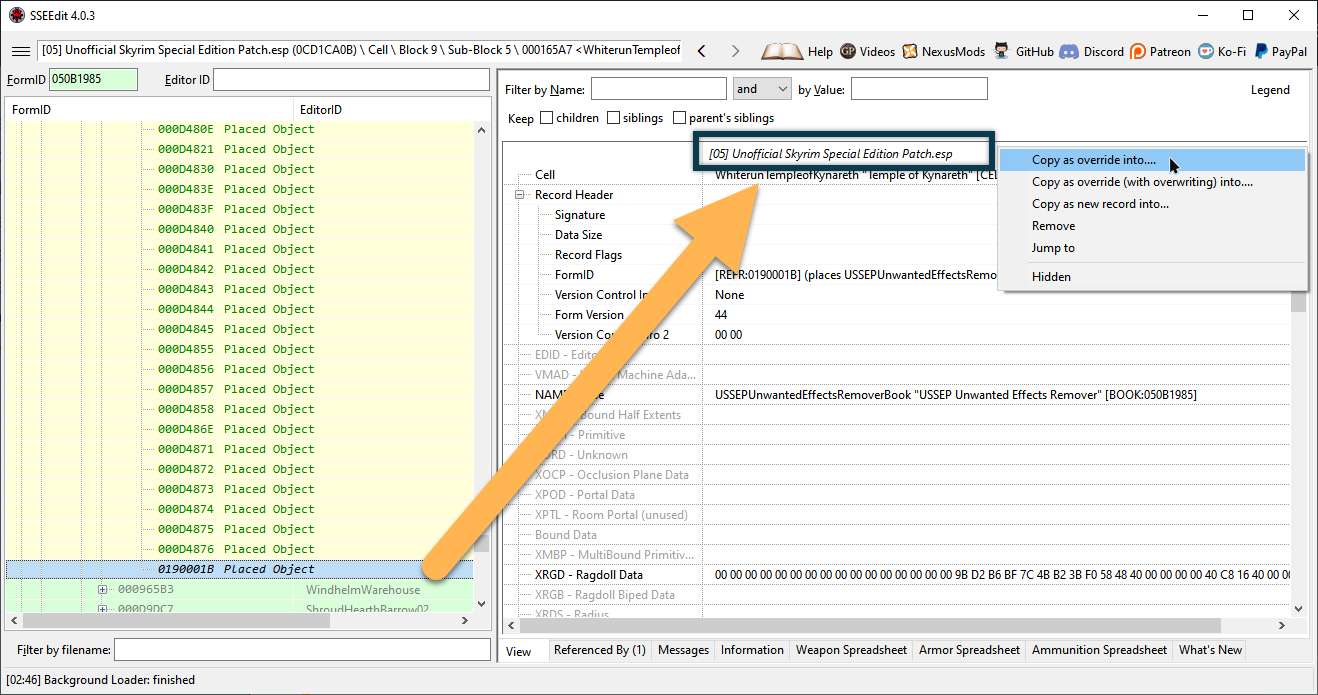 SSEEdit 4.0.3
[05] Unofficial Skyrim Special Edition Patch.esp (0CD1CA0B) \ Cell \ Block 9 \ Sub-Block 5 \ 000165A7 <WhiterunTempleof
Help
GP Videos
NexusMods
GitHub
Discord
Patreon
Ko-Fi
PayPal
FormID 050B1985
Editor ID
FormID EditorID
000D480E Placed Object
000D4821 Placed Object
000D4830 Placed Object
000D483E Placed Object
000D483F Placed Object
000D4840 Placed Object
000D4841 Placed Object
000D4842 Placed Object
000D4843 Placed Object
000D4844 Placed Object
000D4845 Placed Object
000D4855 Placed Object
000D4856 Placed Object
000D4857 Placed Object
000D4858 Placed Object
000D486E Placed Object
000D4871 Placed Object
000D4872 Placed Object
000D4873 Placed Object
000D4874 Placed Object
000D4875 Placed Object
000D4876 Placed Object
0190001B Placed Object
000965B3 WindhelmWarehouse
000D9DC7 ShroudHearthBarrow02
Filter by filename:
[02:46] Background Loader: finished
Filter by Name: and by Value: Legend
Keep children siblings parent's siblings
[05] Unofficial Skyrim Special Edition Patch.esp
Cell WhiterunTempleofKynareth "Temple of Kynareth" [CEL
Record Header
Signature
Data Size
Record Flags
FormID [REFR:0190001B] (places USSEPUnwantedEffectsRemo
Version Control In None
Form Version 44
Version Co 2 00 00
EDID - Edito
VMAD - Machine Ada...
NAM USSEPUnwantedEffectsRemoverBook "USSEP Unwanted Effects Remover" [BOOK:050B1985]
Bound Half Extents
- Primitive
- Unknown
XOCP - Occlusion Plane Data
XPOD - Portal Data
XPTL - Room Portal (unused)
Bound Data
XMBP - MultiBound Primitiv...
XRGD - Ragdoll Data 00 00 00 00 00 00 00 00 00 00 00 00 00 00 00 00 9B D2 B6 BF 7C 4B B2 3B F0 58 48 40 00 00 00 00 40 C8 16 40 00 00
XRGB - Ragdoll Biped Data
XRDS - Radius
Copy as override into....
Copy as override (with overwriting) into....
Copy as new record into...
Remove
Jump to
Hidden
View
Referenced By (1)
Messages
Information
Weapon Spreadsheet
Armor Spreadsheet
Ammunition Spreadsheet
What's New